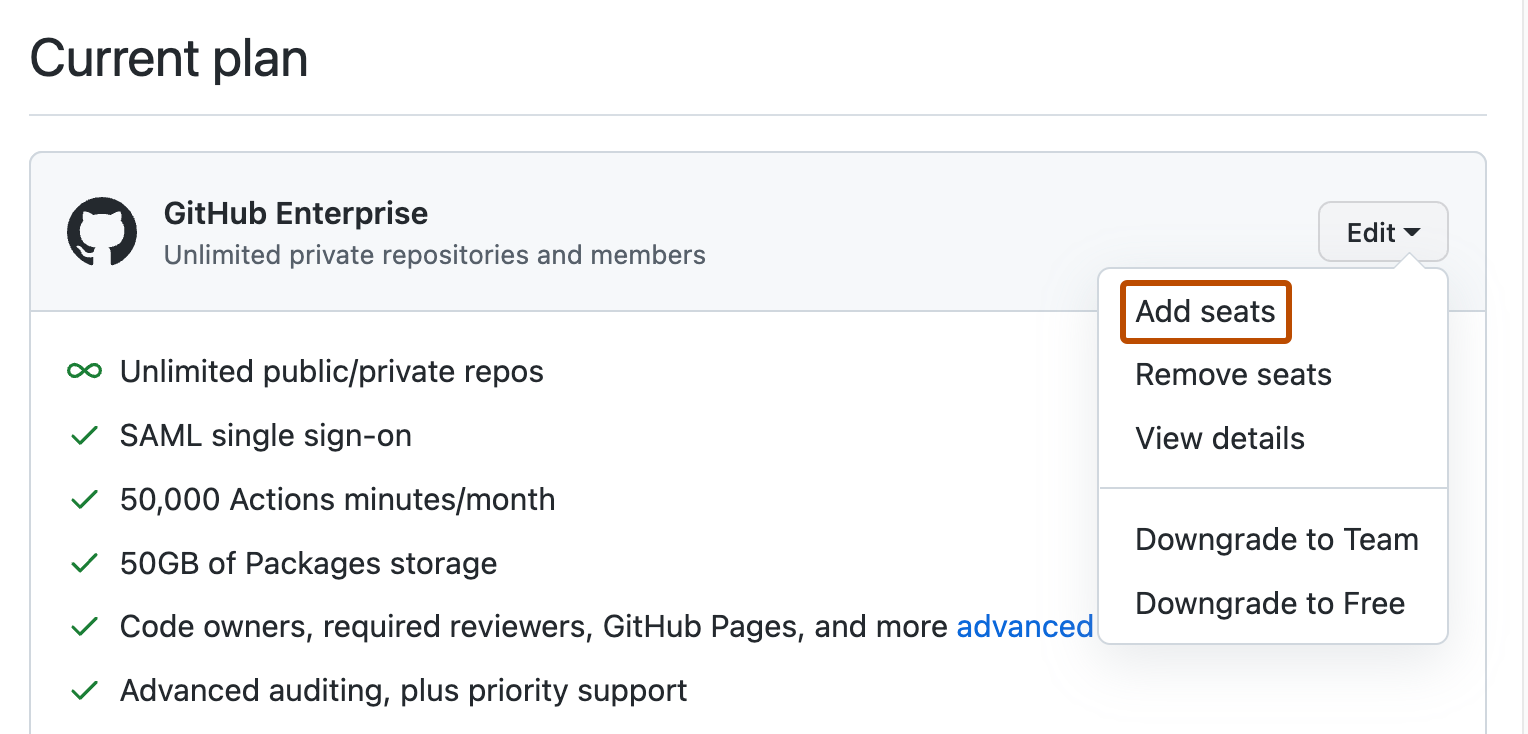 Current plan
GitHub Enterprise
Unlimited private repositories and members
Edit
Add seats
Remove seats
View details
Downgrade to Team
Downgrade to Free
Unlimited public/private repos
SAML single sign-on
50,000 Actions minutes/month
50GB of Packages storage
Code owners, required reviewers, GitHub Pages, and more advanced
Advanced auditing, plus priority support